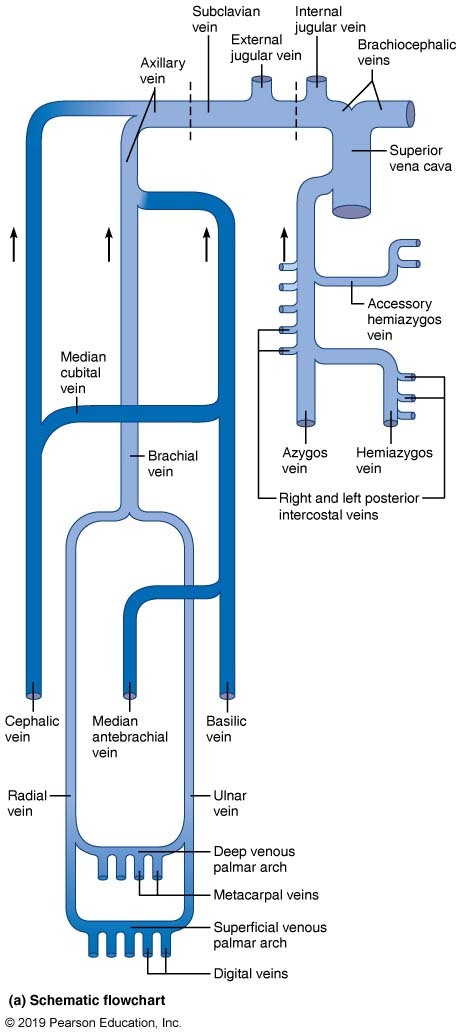 Subclavian
vein
Internal
jugular vein
External
jugular vein
Brachiocephalic
veins
Axillary
vein
Superior
vena cava
Accessory
hemiazygos
vein
Median
cubital
vein
Brachial
vein
Azygos
vein
Hemiazygos
vein
Right and left posterior
intercostal veins
Cephalic
vein
Median
antebrachial
vein
Basilic
vein
Radial
vein
Ulnar
vein
Deep venous
palmar arch
Metacarpal veins
Superficial venous
palmar arch
Digital veins
(a) Schematic flowchart
© 2019 Pearson Education, Inc.